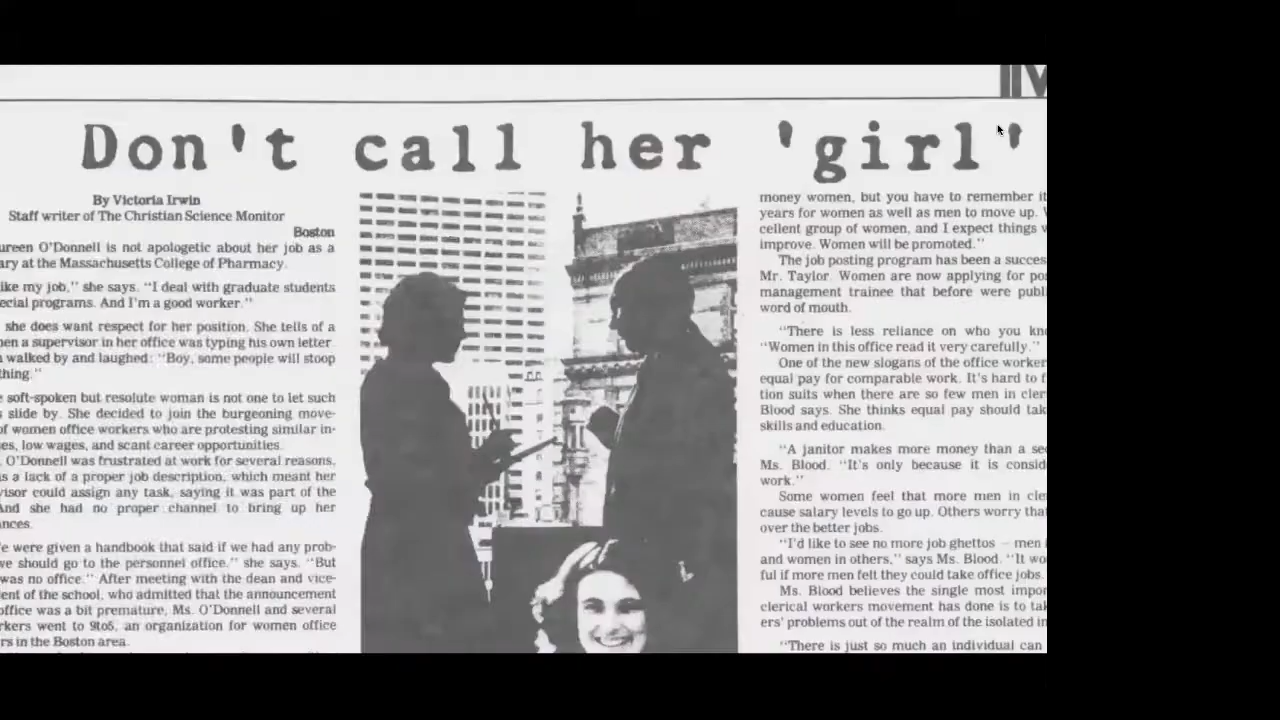 Don't call her 'girl'
By Victoria Irwin
Staff writer of The Christian Science Monitor
Boston
ureen O'Donnell is not apologetic about her job as a
ary at the Massachusetts College of Pharmacy.
ike my job," she says. "I deal with graduate students
ecial programs. And I'm a good worker."
she does want respect for her position. She tells of a
en a supervisor in her office was typing his own letter.
walked by and laughed: "Boy, some people will stoop
thing."
soft-spoken but resolute woman is not one to let such
slide by. She decided to join the burgeoning move-
of women office workers who are protesting similar in-
es, low wages, and scant career opportunities.
O'Donnell was frustrated at work for several reasons.
s a lack of a proper job description, which meant her
visor could assign any task, saying it was part of the
And she had no proper channel to bring up her
nces.
e were given a handbook that said if we had any prob-
we should go to the personnel office." she says. "But
was no office." After meeting with the dean and vice-
ent of the school, who admitted that the announcement
office was a bit premature, Ms. O'Donnell and several
rkers went to 9to5, an organization for women office
rs in the Boston area.
money women, but you have to remember it
years for women as well as men to move up.
cellent group of women, and I expect things
improve. Women will be promoted."
The job posting program has been a succes
Mr. Taylor. Women are now applying for po
management trainee that before were publ
word of mouth.
"There is less reliance on who you kn
"Women in this office read it very carefully."
One of the new slogans of the office worker
equal pay for comparable work. It's hard to f
tion suits when there are so few men in cler
Blood says. She thinks equal pay should tak
skills and education.
"A janitor makes more money than a se
Ms. Blood. "It's only because it is consid
work."
Some women feel that more men in cle
cause salary levels to go up. Others worry that
over the better jobs.
"I'd like to see no more job ghettos — men
and women in others," says Ms. Blood. "It wo
ful if more men felt they could take office jobs.
Ms. Blood believes the single most impor
clerical workers movement has done is to tak
ers' problems out of the realm of the isolated in
"There is just so much an individual can